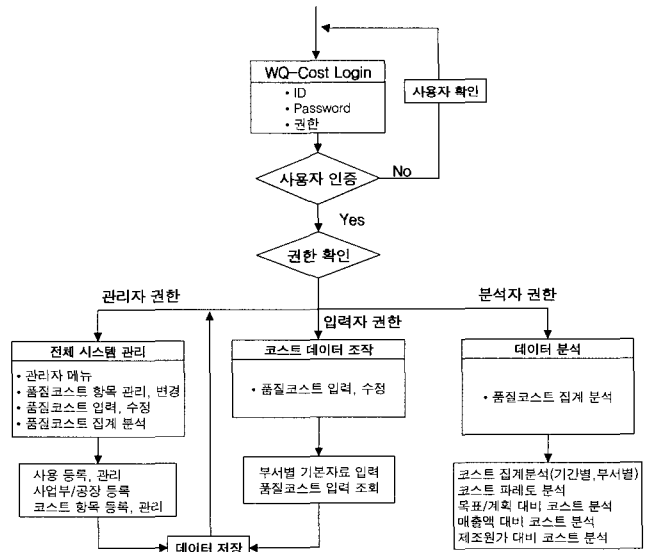 WQ-Cost Login
• ID
• Password
• 권한
사용자 확인
사용자 인증
No
Yes
권한 확인
관리자 권한
입력자 권한
분석자 권한
전체 시스템 관리
• 관리자 메뉴
• 품질코스트 항목 관리, 변경
• 품질코스트 입력, 수정
• 품질코스트 집계 분석
코스트 데이터 조작
• 품질코스트 입력, 수정
데이터 분석
• 품질코스트 집계 분석
사용 등록, 관리
사업부/공장 등록
코스트 항목 등록, 관리
부서별 기본자료 입력
품질코스트 입력 조회
코스트 집계분석(기간별,부서별)
코스트 파레토 분석
목표/계획 대비 코스트 분석
매출액 대비 코스트 분석
제조원가 대비 코스트 분석
데이터 저장